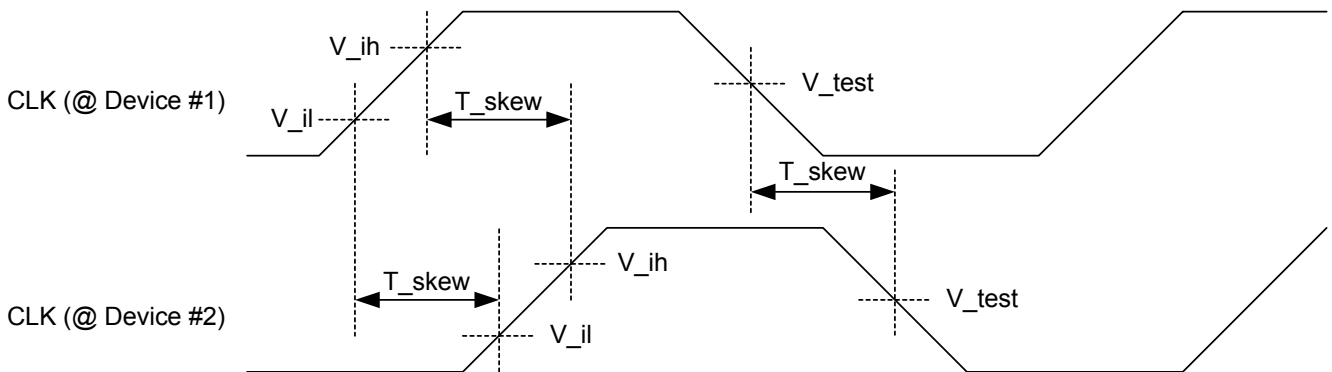 V_ih
CLK (@ Device #1)
V_il
T_skew
V_test
T_skew
T_skew
V_ih
V_test
CLK (@ Device #2)
V_il